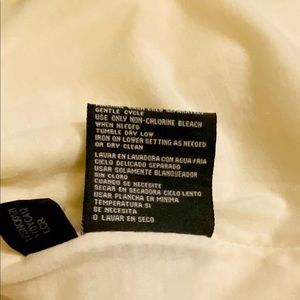 GENTLE CYCLE
USE ONLY NON-CHLORINE BLEACH
WHEN NEEDED
TUMBLE DRY LOW
IRON ON LOWER SETTING AS NEEDED
OR DRY CLEAN
LAVAR EN LAVADORA CON AGUA FRIA
CICLO DELICADO SEPARADO
USAR SOLAMENTE BLANQUEADOR
SIN CLORO
CUANDO SE NECESITE
SECAR EN SECADORA CICLO LENTO
USAR PLANCHA EN MINIMA
TEMPERATURA SI
SE NECESITA
O LAVAR EN SECO